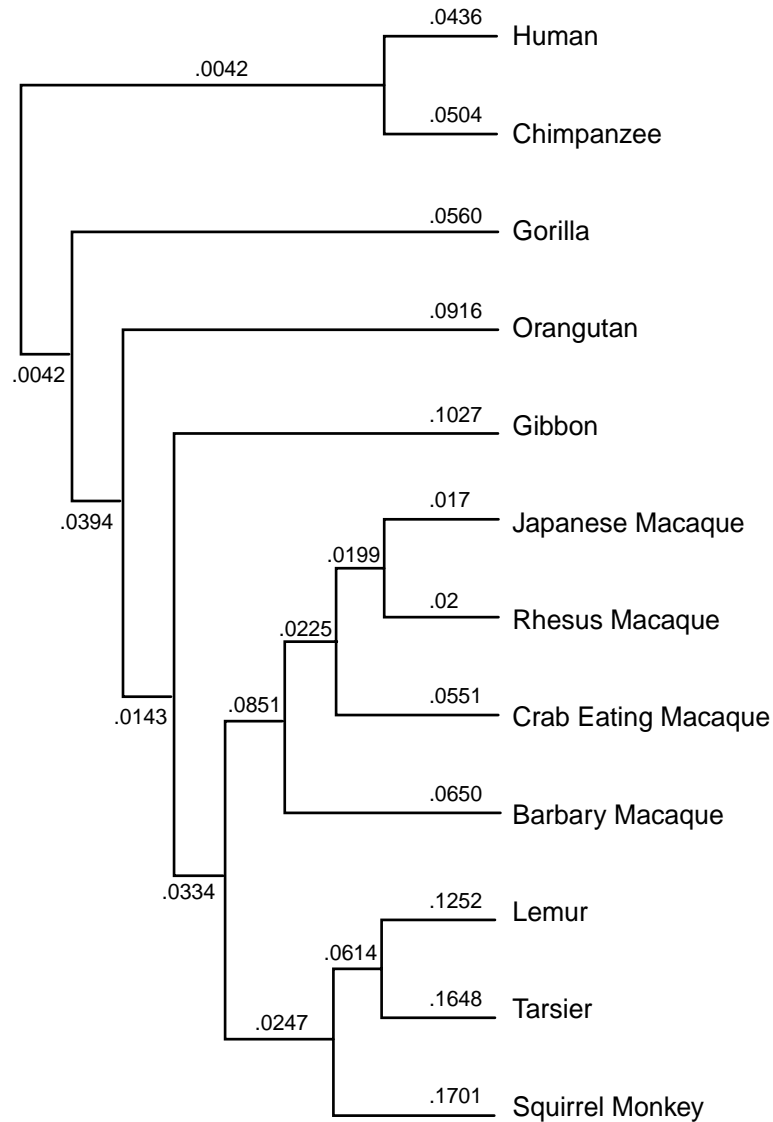 .0436
Human
.0042
.0504
Chimpanzee
.0560
Gorilla
.0916
Orangutan
.0042
.1027
Gibbon
.017
Japanese Macaque
.0394
.0199
.02
Rhesus Macaque
.0225
.0551
Crab Eating Macaque
.0851
.0143
.0650
Barbary Macaque
.0334
.1252
Lemur
.0614
.1648
Tarsier
.0247
.1701
Squirrel Monkey